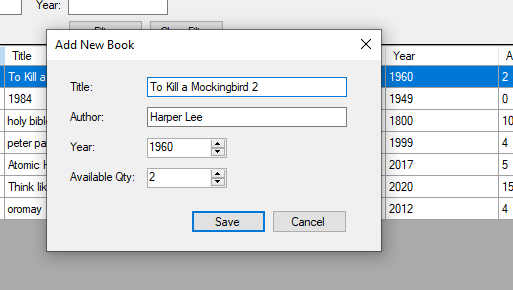 Year:
Add New Book
Title Year
To Kill a 1960 2
1984 1949 0
holy bible 1800 10
peter pa 1999 4
Atomic H 2017 5
Think lik 2020 15
oromay 2012 4
Title: To Kill a Mockingbird 2
Author: Harper Lee
Year: 1960
Available Qty: 2
Save Cancel